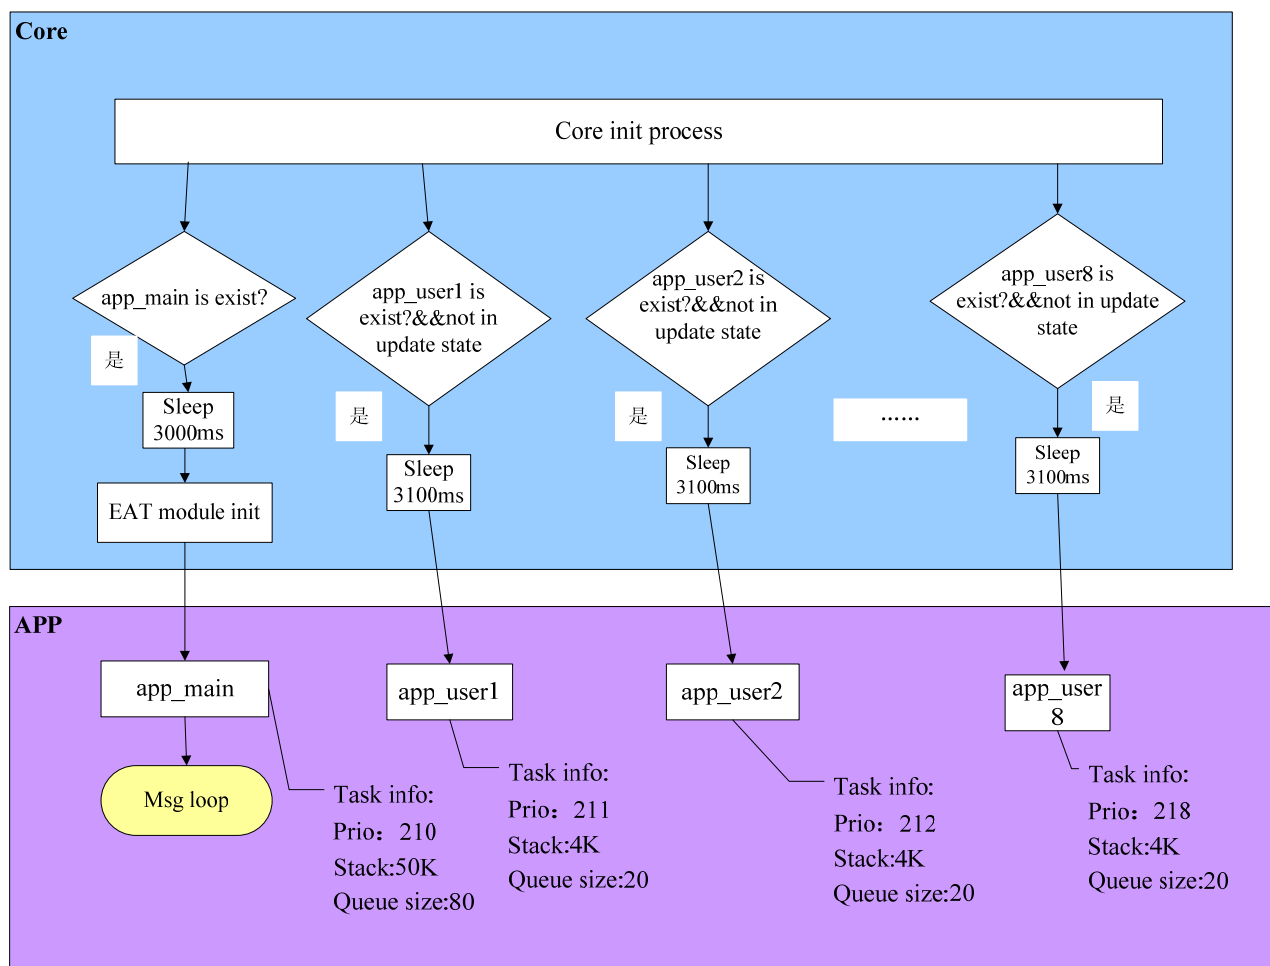 Core
Core init process
app_main is exist?
app_user1 is
exist?&&not in
update state
app_user2 is
exist?&&not in
update state
app_user8 is
exist?&&not in update
state
是
是
是
……
是
Sleep
3000ms
Sleep
3100ms
Sleep
3100ms
Sleep
3100ms
EAT module init
APP
app_main
app_user1
app_user2
app_user
8
Msg loop
Task info:
Prio：210
Stack:50K
Queue size:80
Task info:
Prio：211
Stack:4K
Queue size:20
Task info:
Prio：212
Stack:4K
Queue size:20
Task info:
Prio：218
Stack:4K
Queue size:20